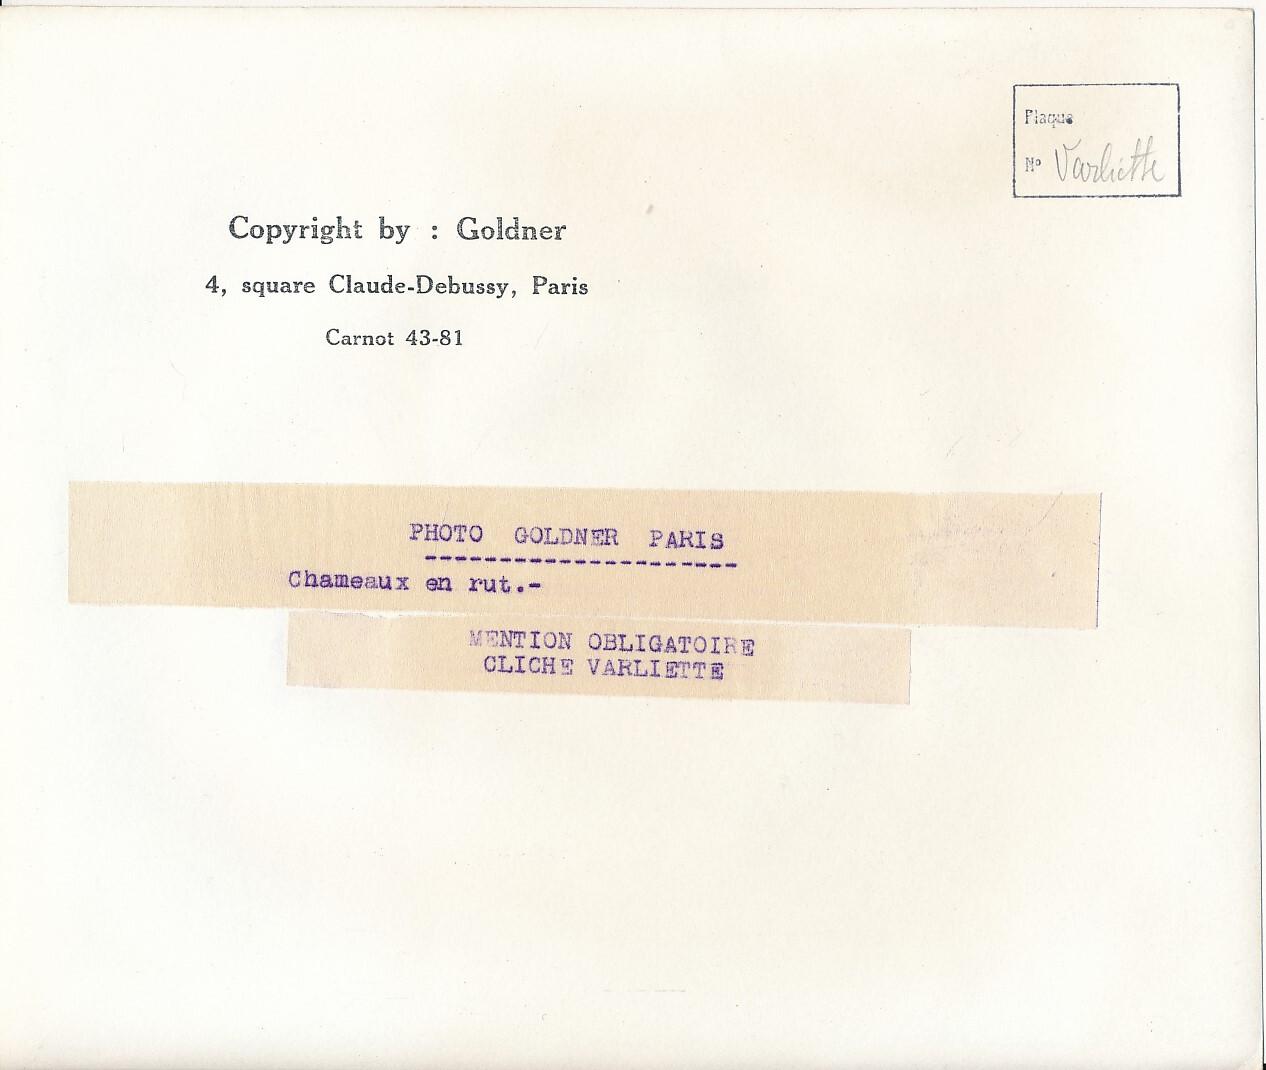 Plaque
No Varliette
Copyright by : Goldner
4, square Claude-Debussy, Paris
Carnot 43-81
PHOTO GOLDNER PARIS
---------------------
Chameaux en rut.-
MENTION OBLIGATOIRE
CLICHE VARLIETTE